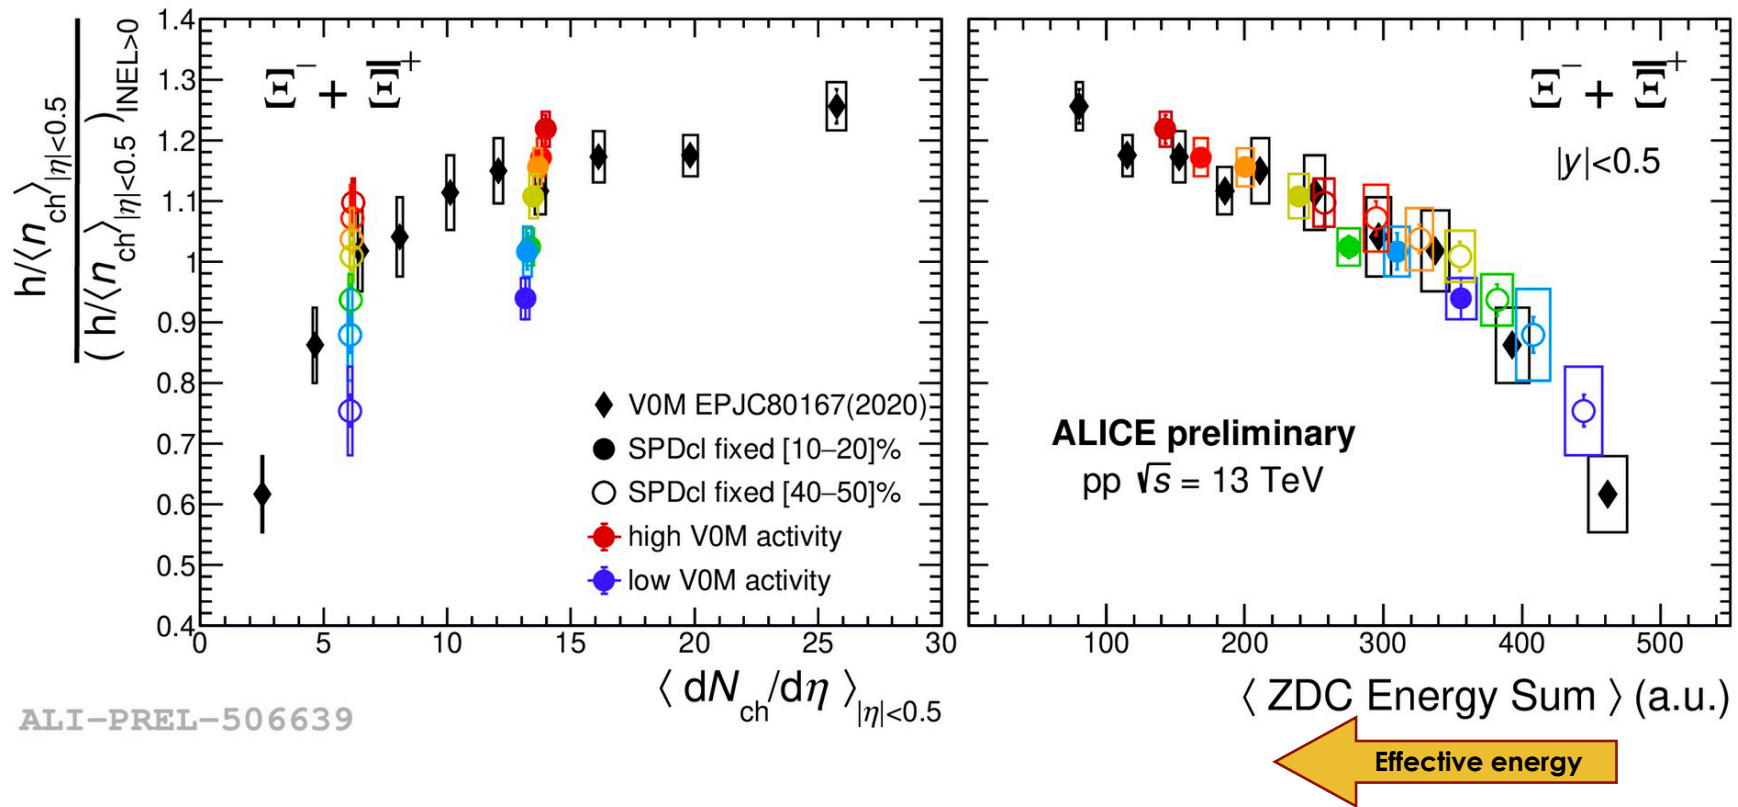 h/⟨n_ch⟩_|η|<0.5
( h/⟨n_ch⟩_|η|<0.5 )_INEL>0
1.4
1.3
1.2
1.1
1
0.9
0.8
0.7
0.6
0.5
0.4
Ξ⁻ + Ξ̅⁺
V0M EPJC80167(2020)
SPDcl fixed [10–20]%
SPDcl fixed [40–50]%
high V0M activity
low V0M activity
0 5 10 15 20 25 30
⟨ dN_ch/dη ⟩_|η|<0.5
Ξ⁻ + Ξ̅⁺
|y|<0.5
ALICE preliminary
pp √s = 13 TeV
100 200 300 400 500
⟨ ZDC Energy Sum ⟩ (a.u.)
ALI-PREL-506639
Effective energy